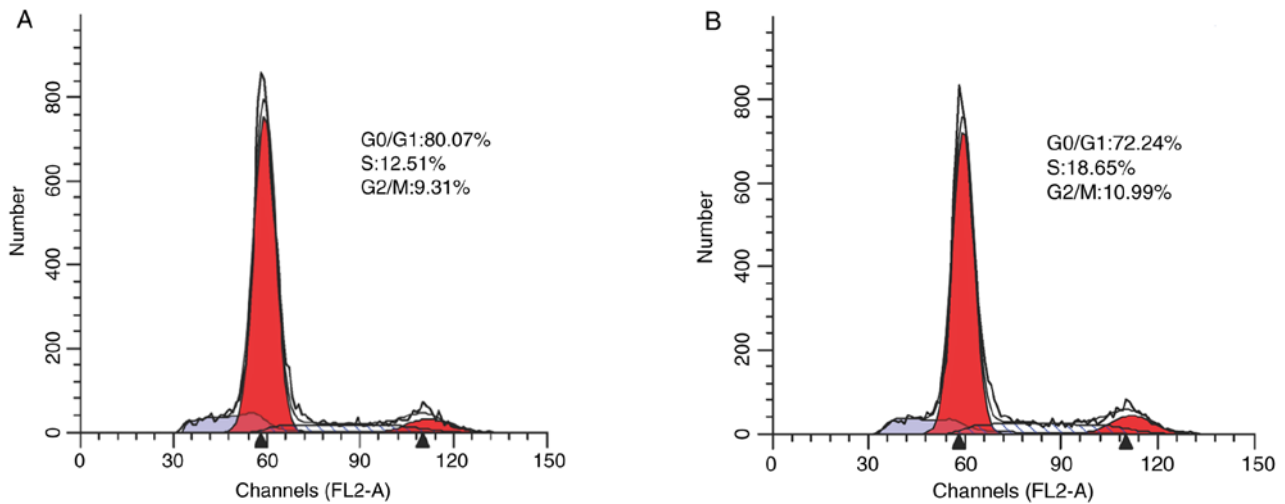 A
Number
800
600
400
200
0
G0/G1:80.07%
S:12.51%
G2/M:9.31%
0 30 60 90 120 150
Channels (FL2-A)
B
Number
800
600
400
200
0
G0/G1:72.24%
S:18.65%
G2/M:10.99%
0 30 60 90 120 150
Channels (FL2-A)